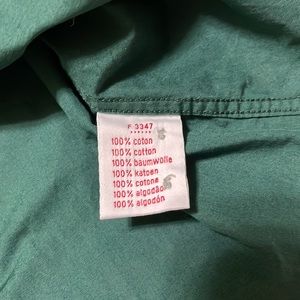 F 3347
******
100% coton
100% cotton
100% baumwolle
100% katoen
100% cotone
100% algodão
100% algodón